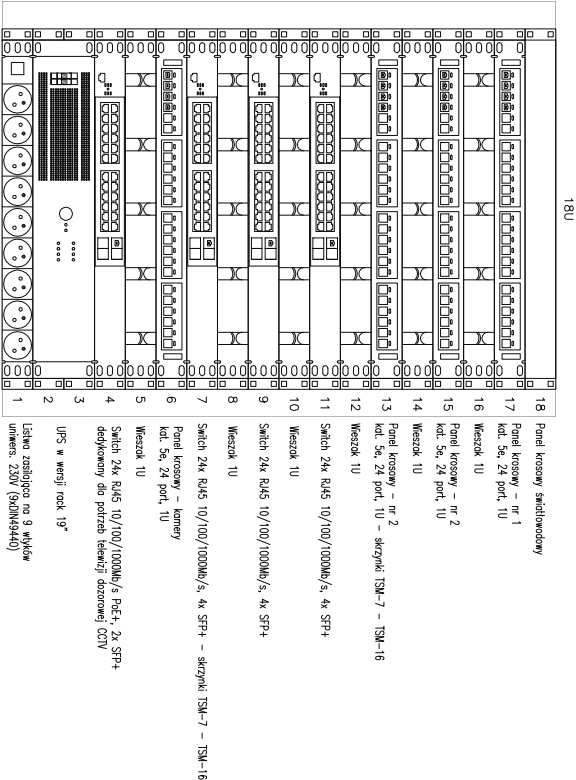 18U
18 Panel krosowy światłowodowy
17 Panel krosowy – nr 1
kat. 5e, 24 port, 1U
16 Wieszak 1U
15 Panel krosowy – nr 2
kat. 5e, 24 port, 1U
14 Wieszak 1U
13 Panel krosowy – nr 2
kat. 5e, 24 port, 1U – skrzynki TSM–7 – TSM–16
12 Wieszak 1U
11 Switch 24x RJ45 10/100/1000Mb/s, 4x SFP+
10 Wieszak 1U
9 Switch 24x RJ45 10/100/1000Mb/s, 4x SFP+
8 Wieszak 1U
7 Switch 24x RJ45 10/100/1000Mb/s, 4x SFP+ – skrzynki TSM–7 – TSM–16
6 Panel krosowy – kamery
kat. 5e, 24 port, 1U
5 Wieszak 1U
4 Switch 24x RJ45 10/100/1000Mb/s PoE+, 2x SFP+
dedykowany dla potrzeb telewizji dozorowej CCTV
3
2 UPS w wersji rack 19"
1 Listwa zasilająca na 9 wtyków
uniwers. 230V (9xDIN49440)